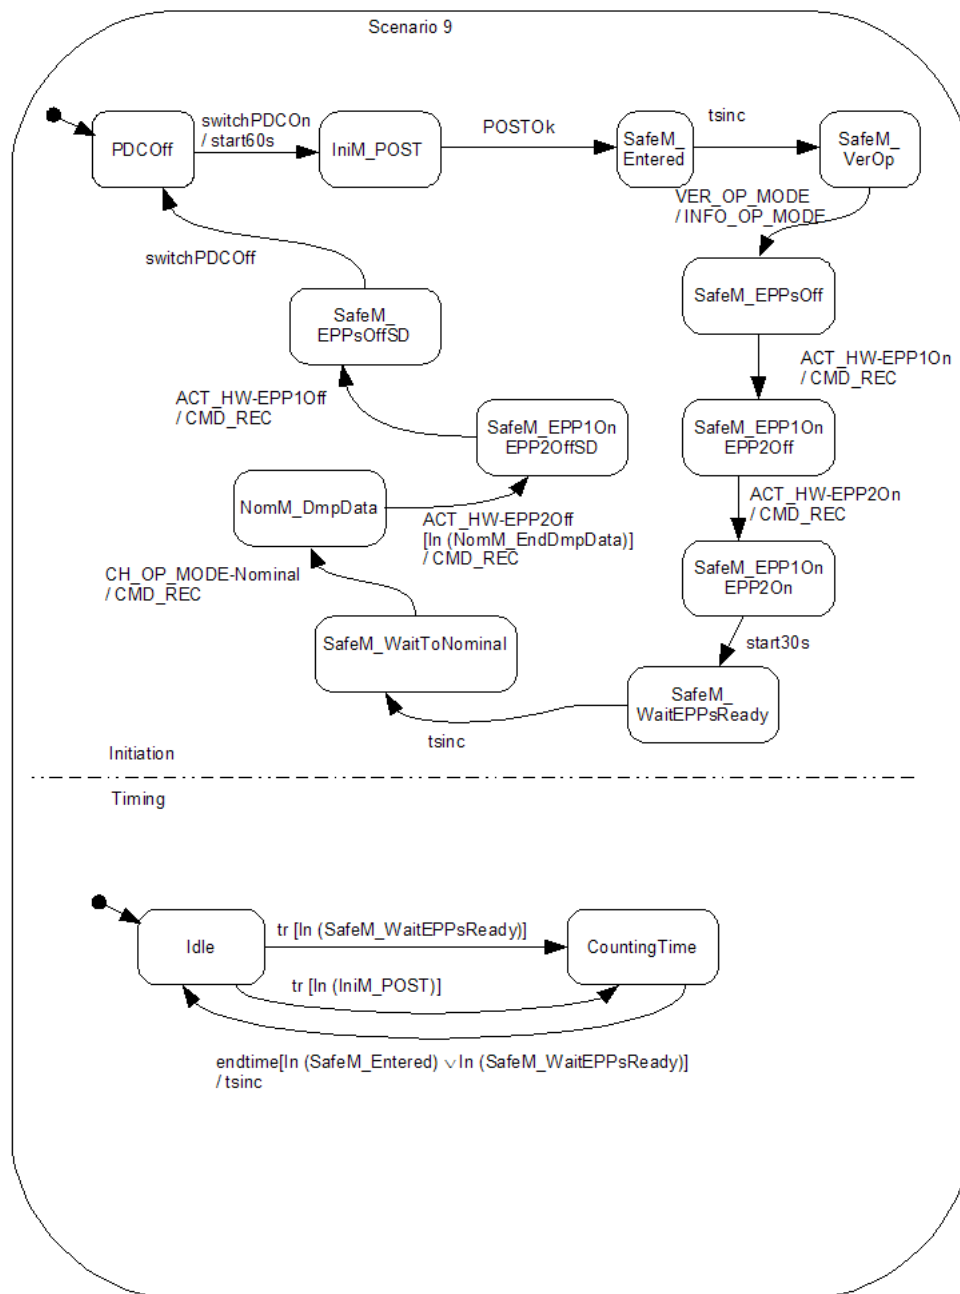 Scenario 9
switchPDCOn
/ start60s
PDCOff
IniM_POST
POSTOk
SafeM_
Entered
tsinc
SafeM_
VerOp
VER_OP_MODE
/ INFO_OP_MODE
switchPDCOff
SafeM_EPPsOff
SafeM_
EPPsOffSD
ACT_HW-EPP1On
/ CMD_REC
ACT_HW-EPP1Off
/ CMD_REC
SafeM_EPP1On
EPP2OffSD
SafeM_EPP1On
EPP2Off
NomM_DmpData
ACT_HW-EPP2Off
[In (NomM_EndDmpData)]
/ CMD_REC
ACT_HW-EPP2On
/ CMD_REC
CH_OP_MODE-Nominal
/ CMD_REC
SafeM_EPP1On
EPP2On
SafeM_WaitToNominal
start30s
SafeM_
WaitEPPsReady
tsinc
Initiation
Timing
Idle
tr [In (SafeM_WaitEPPsReady)]
CountingTime
tr [In (IniM_POST)]
endtime[In (SafeM_Entered) ∨ In (SafeM_WaitEPPsReady)]
/ tsinc